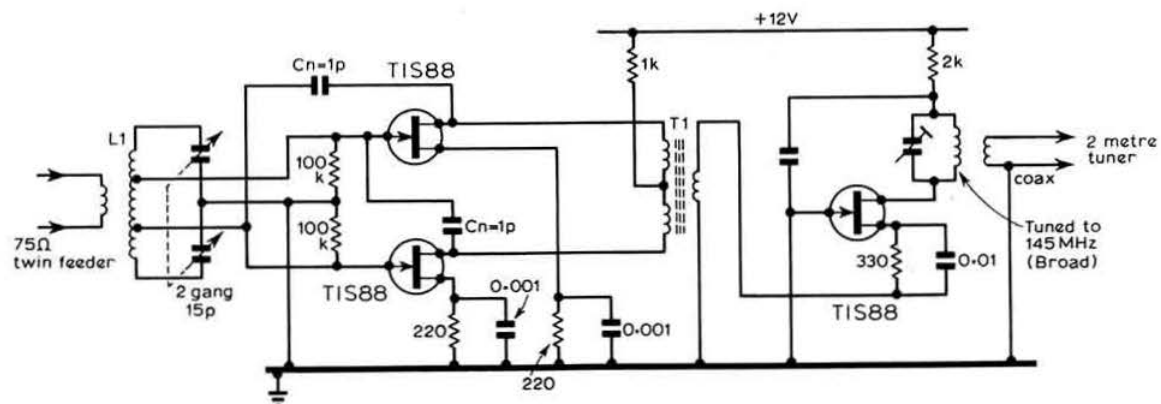 +12V
Cn=1p
TIS88
1k
2k
L1
T1
100
k
100
k
2 metre
tuner
coax
Cn=1p
75Ω
twin feeder
2 gang
15p
TIS88
0·001
220
0·001
220
330
0·01
Tuned to
145MHz
(Broad)
TIS88